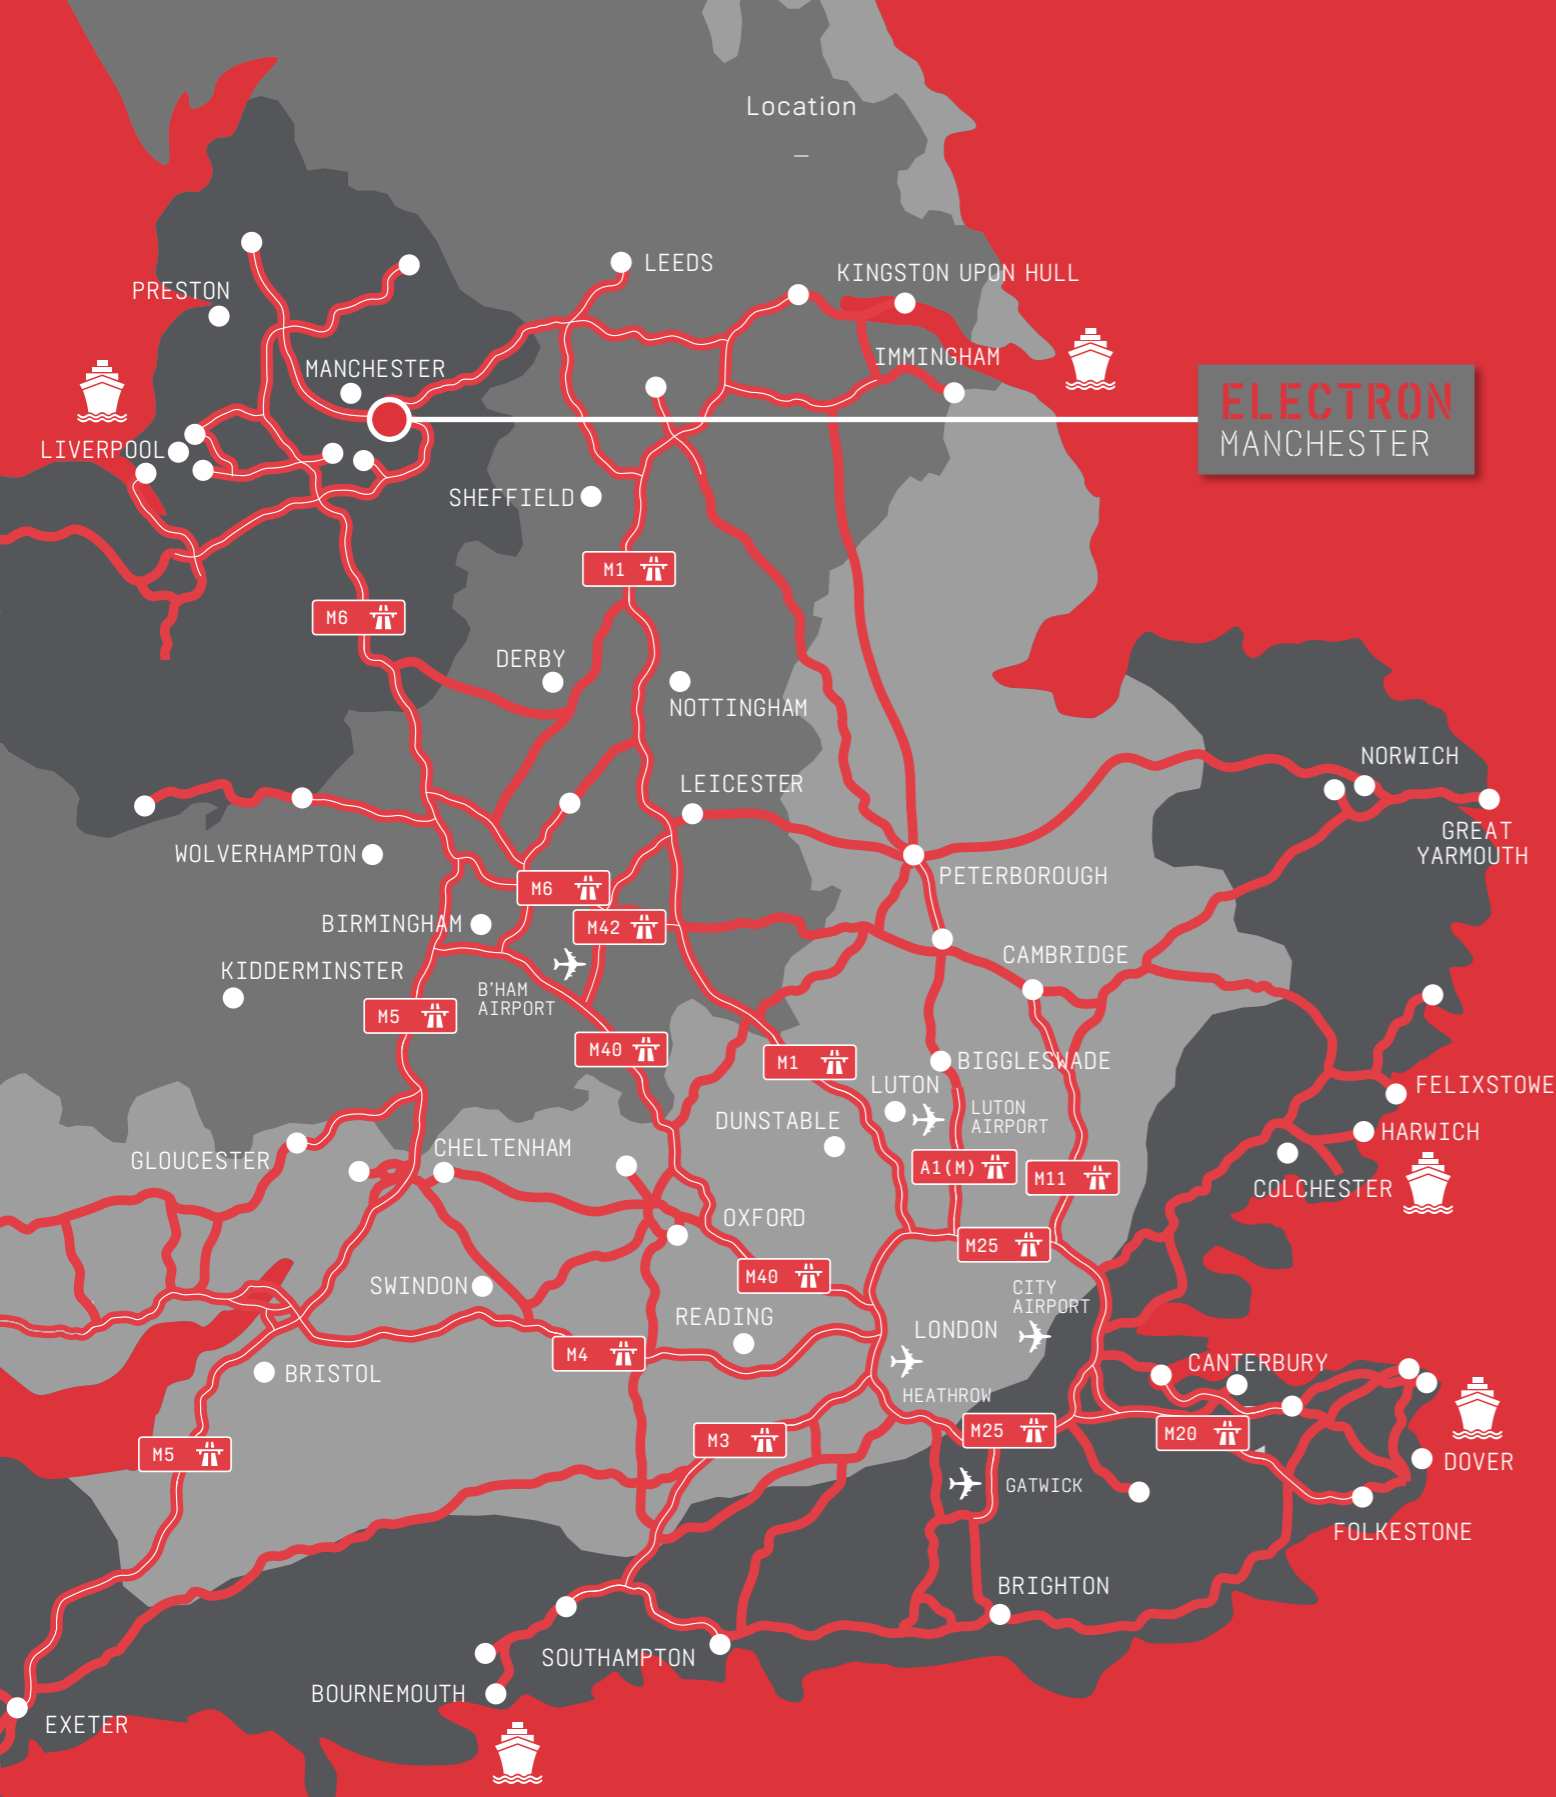 Location
–
LEEDS
KINGSTON UPON HULL
PRESTON
IMMINGHAM
MANCHESTER
ELECTRON
MANCHESTER
LIVERPOOL
SHEFFIELD
M1
M6
DERBY
NOTTINGHAM
NORWICH
LEICESTER
GREAT
YARMOUTH
WOLVERHAMPTON
PETERBOROUGH
M6
BIRMINGHAM
M42
CAMBRIDGE
KIDDERMINSTER
B'HAM
AIRPORT
M5
M40
M1
BIGGLESWADE
LUTON
FELIXSTOWE
LUTON
AIRPORT
DUNSTABLE
HARWICH
CHELTENHAM
GLOUCESTER
A1(M)
M11
COLCHESTER
OXFORD
M25
M40
SWINDON
CITY
AIRPORT
READING
LONDON
M4
CANTERBURY
BRISTOL
HEATHROW
M25
M20
M3
M5
DOVER
GATWICK
FOLKESTONE
BRIGHTON
SOUTHAMPTON
BOURNEMOUTH
EXETER